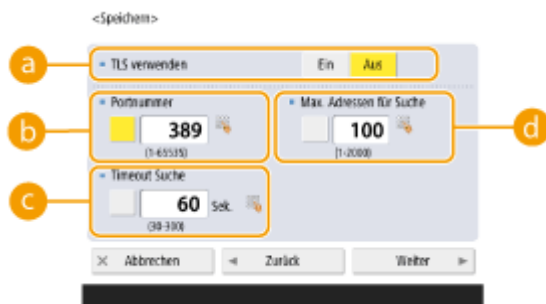 <Speichern>
a
TLS verwenden Ein Aus
b
Portnummer
389
(1-65535)
Max. Adressen für Suche
100
(1-2000)
d
c
Timeout Suche
60 Sek.
(30-300)
× Abbrechen ◄ Zurück Weiter ►